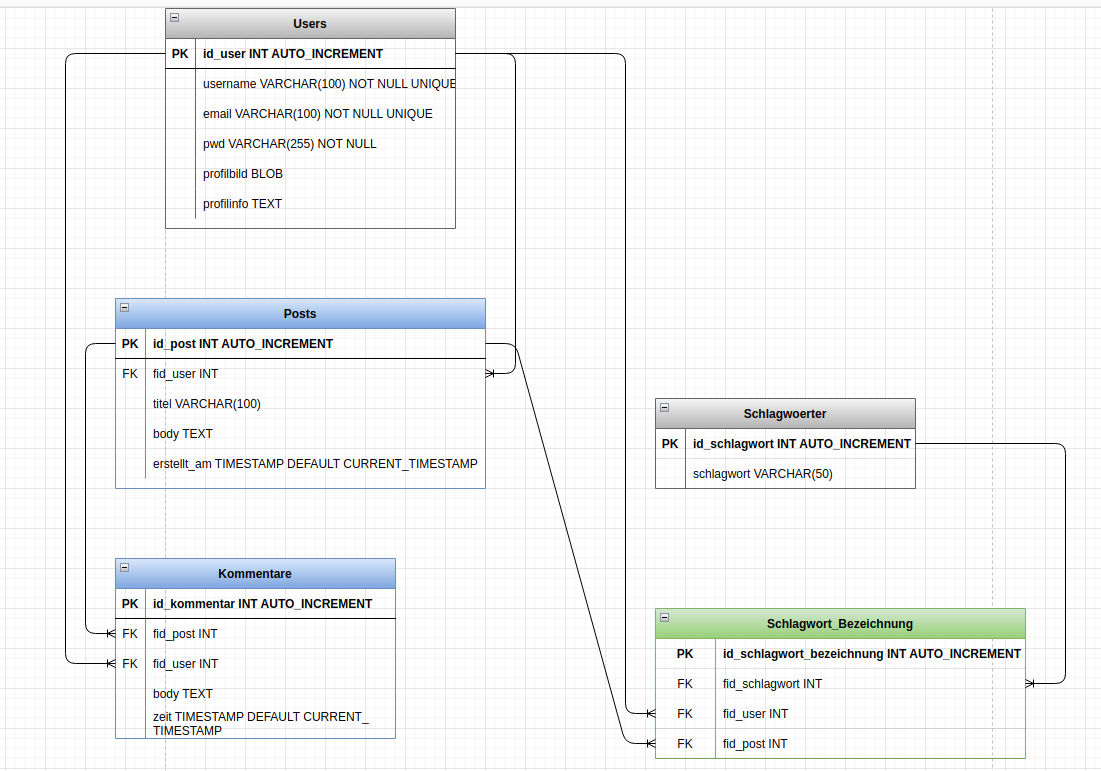 Users
PK id_user INT AUTO_INCREMENT
username VARCHAR(100) NOT NULL UNIQUE
email VARCHAR(100) NOT NULL UNIQUE
pwd VARCHAR(255) NOT NULL
profilbild BLOB
profilinfo TEXT
Posts
PK id_post INT AUTO_INCREMENT
FK fid_user INT
titel VARCHAR(100)
body TEXT
erstellt_am TIMESTAMP DEFAULT CURRENT_TIMESTAMP
Schlagwoerter
PK id_schlagwort INT AUTO_INCREMENT
schlagwort VARCHAR(50)
Kommentare
PK id_kommentar INT AUTO_INCREMENT
FK fid_post INT
FK fid_user INT
body TEXT
zeit TIMESTAMP DEFAULT CURRENT_
TIMESTAMP
Schlagwort_Bezeichnung
PK id_schlagwort_bezeichnung INT AUTO_INCREMENT
FK fid_schlagwort INT
FK fid_user INT
FK fid_post INT